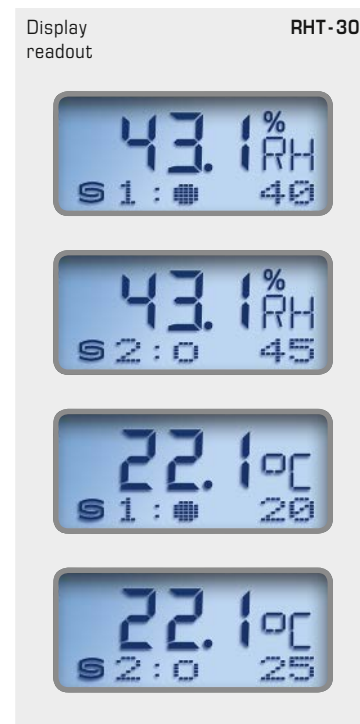 Display RHT-30
readout
43.1 % RH
S1:● 40
43.1 % RH
S2:○ 45
22.1 °C
S1:● 20
22.1 °C
S2:○ 25